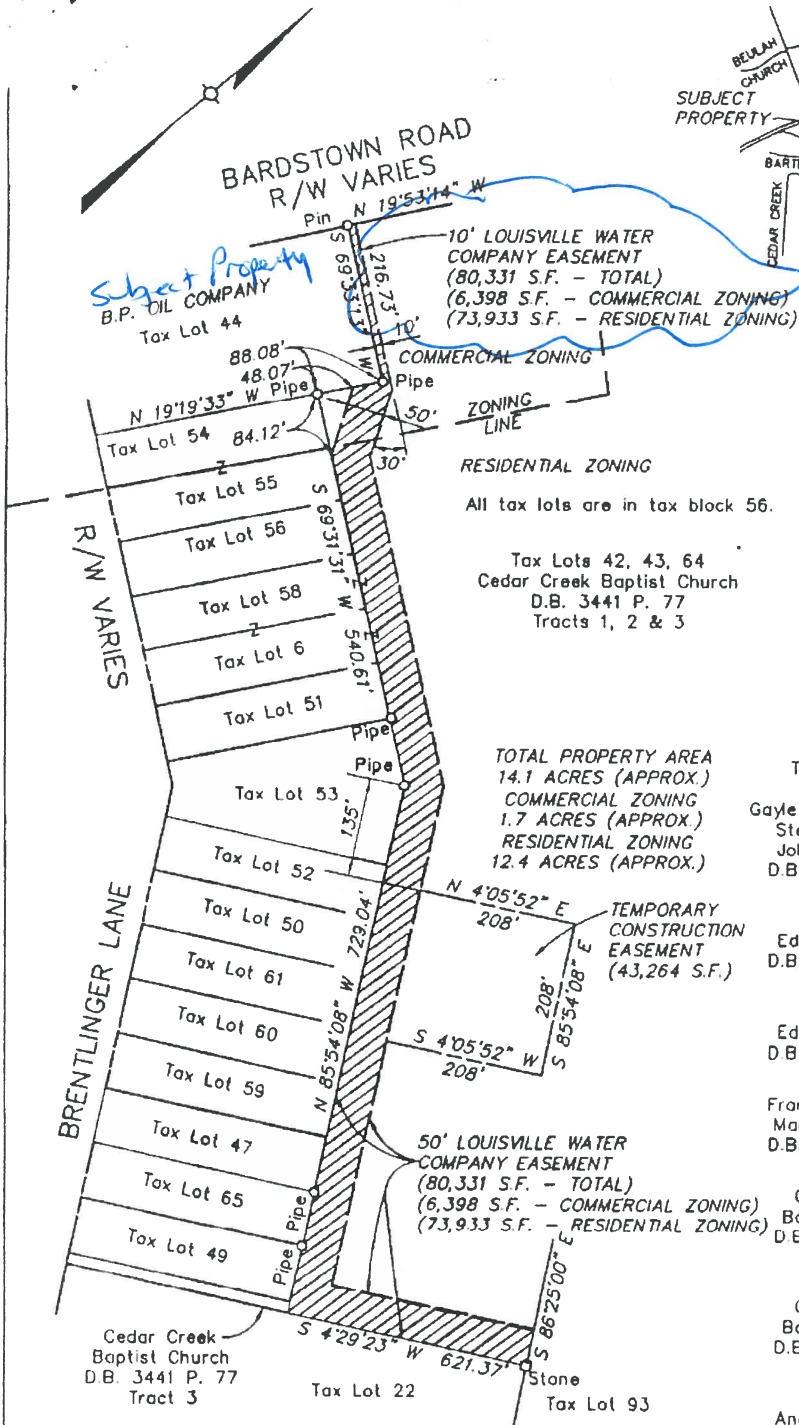 BEULAH
CHURCH
SUBJECT
PROPERTY
CEDAR CREEK
BARDSTOWN ROAD
R/W VARIES
Pin
N 19°53'14" W
S 69°33'13" W
216.73'
10'
10' LOUISVILLE WATER
COMPANY EASEMENT
(80,331 S.F. - TOTAL)
(6,398 S.F. - COMMERCIAL ZONING)
(73,933 S.F. - RESIDENTIAL ZONING)
Subject Property
B.P. OIL COMPANY
Tax Lot 44
COMMERCIAL ZONING
88.08'
48.07'
Pipe
Pipe
N 19°19'33" W
50'
ZONING
LINE
Tax Lot 54
84.12'
30'
RESIDENTIAL ZONING
Z
Tax Lot 55
All tax lots are in tax block 56.
Tax Lot 56
S 69°31'31" W
540.61'
R/W VARIES
Tax Lot 58
Z
Tax Lot 6
Tax Lot 51
Pipe
Tax Lots 42, 43, 64
Cedar Creek Baptist Church
D.B. 3441 P. 77
Tracts 1, 2 & 3
Pipe
Tax Lot 53
135'
TOTAL PROPERTY AREA
14.1 ACRES (APPROX.)
COMMERCIAL ZONING
1.7 ACRES (APPROX.)
RESIDENTIAL ZONING
12.4 ACRES (APPROX.)
Gayle
D.B.
Tax Lot 52
N 4°05'52" E
208'
TEMPORARY
CONSTRUCTION
EASEMENT
(43,264 S.F.)
208'
S 85°54'08" E
S 4°05'52" W
208'
D.B.
D.B.
D.B.
BRENTLINGER LANE
Tax Lot 50
N 85°54'08" W
729.04'
Tax Lot 61
Tax Lot 60
Tax Lot 59
Tax Lot 47
Tax Lot 65
Pipe
Tax Lot 49
Pipe
50' LOUISVILLE WATER
COMPANY EASEMENT
(80,331 S.F. - TOTAL)
(6,398 S.F. - COMMERCIAL ZONING)
(73,933 S.F. - RESIDENTIAL ZONING)
S 86°25'00" E
S 4°29'23" W
621.37'
Stone
Cedar Creek
Baptist Church
D.B. 3441 P. 77
Tract 3
Tax Lot 22
Tax Lot 93